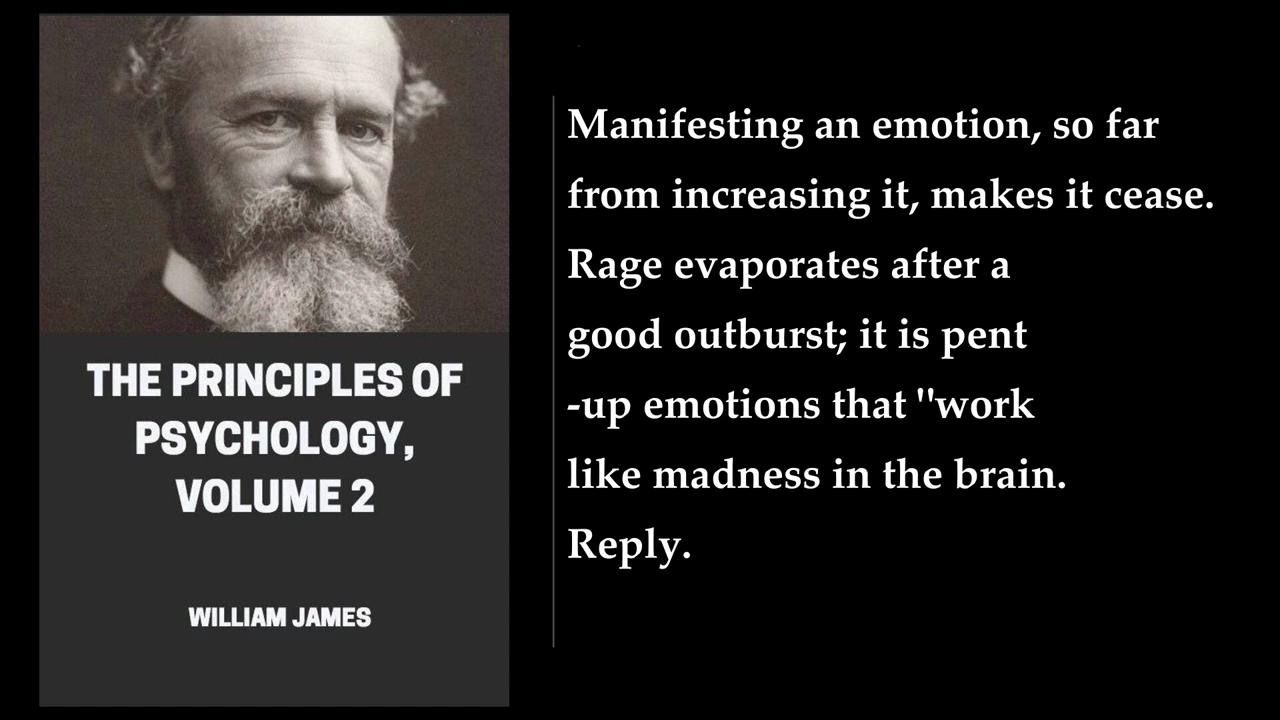 THE PRINCIPLES OF
PSYCHOLOGY,
VOLUME 2
WILLIAM JAMES
Manifesting an emotion, so far
from increasing it, makes it cease.
Rage evaporates after a
good outburst; it is pent
-up emotions that "work
like madness in the brain.
Reply.